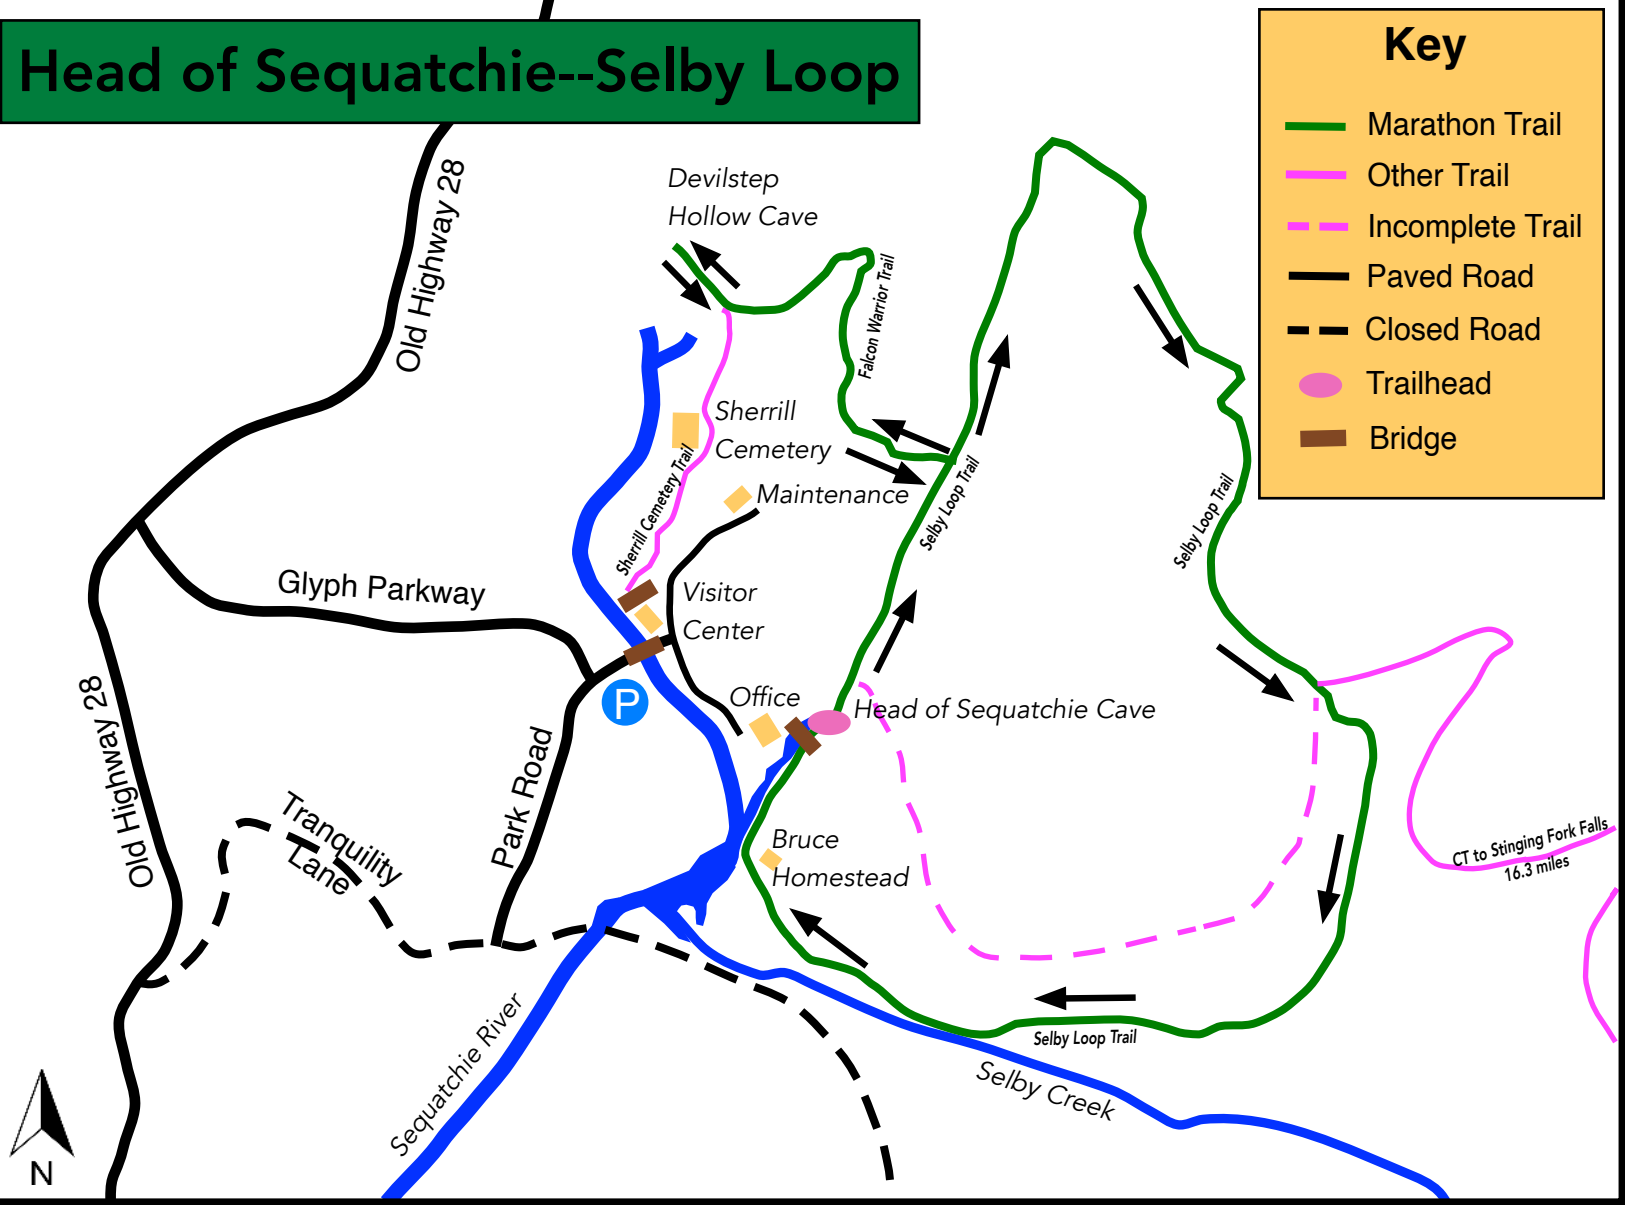 Head of Sequatchie--Selby Loop
Key
Marathon Trail
Other Trail
Incomplete Trail
Paved Road
Closed Road
Trailhead
Bridge
Old Highway 28
Devilstep
Hollow Cave
Falcon Warrior Trail
Sherrill
Cemetery
Sherrill Cemetery Trail
Maintenance
Selby Loop Trail
Selby Loop Trail
Glyph Parkway
Visitor
Center
P
Office
Head of Sequatchie Cave
Old Highway 28
Park Road
Tranquility
Lane
Bruce
Homestead
CT to Stinging Fork Falls
16.3 miles
Selby Loop Trail
Sequatchie River
Selby Creek
N